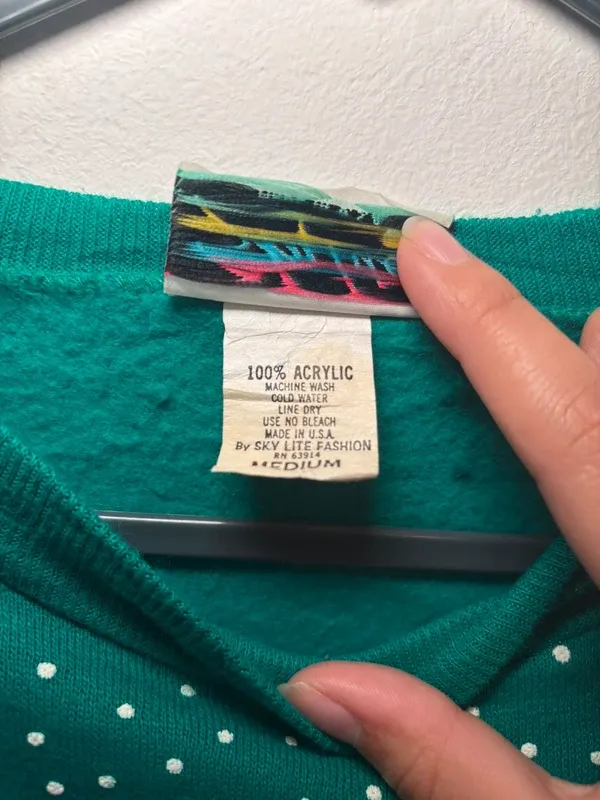 100% ACRYLIC
MACHINE WASH
COLD WATER
LINE DRY
USE NO BLEACH
MADE IN U.S.A.
By SKY LITE FASHION
RN 63914
MEDIUM